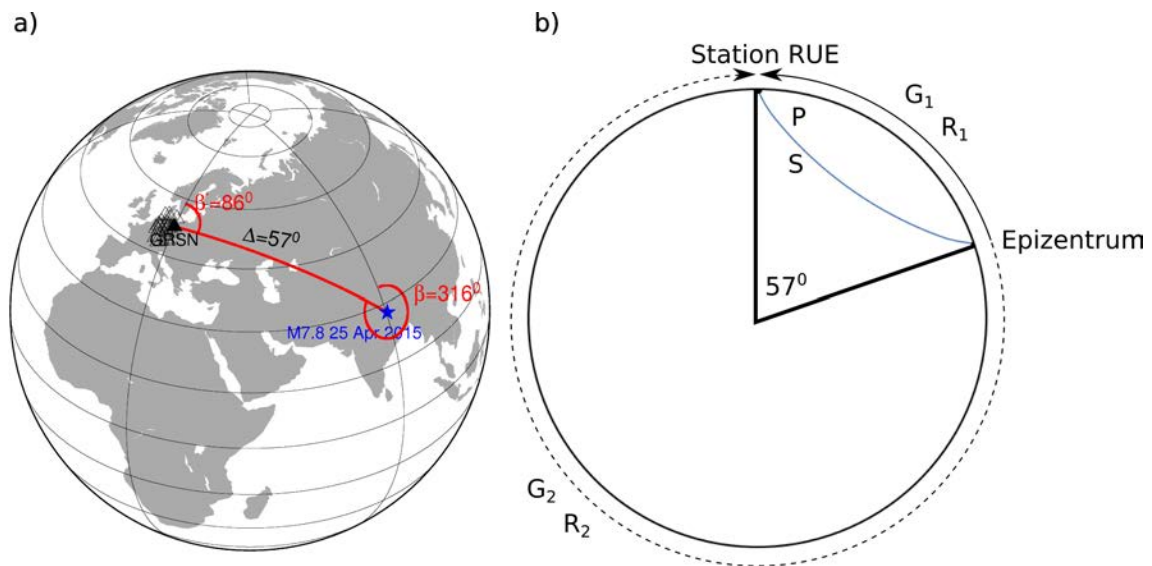 a)
β'=86⁰
GRSN
Δ=57⁰
β=316⁰
M7.8 25 Apr 2015
b)
Station RUE
G₁
R₁
P
S
Epizentrum
57⁰
G₂
R₂